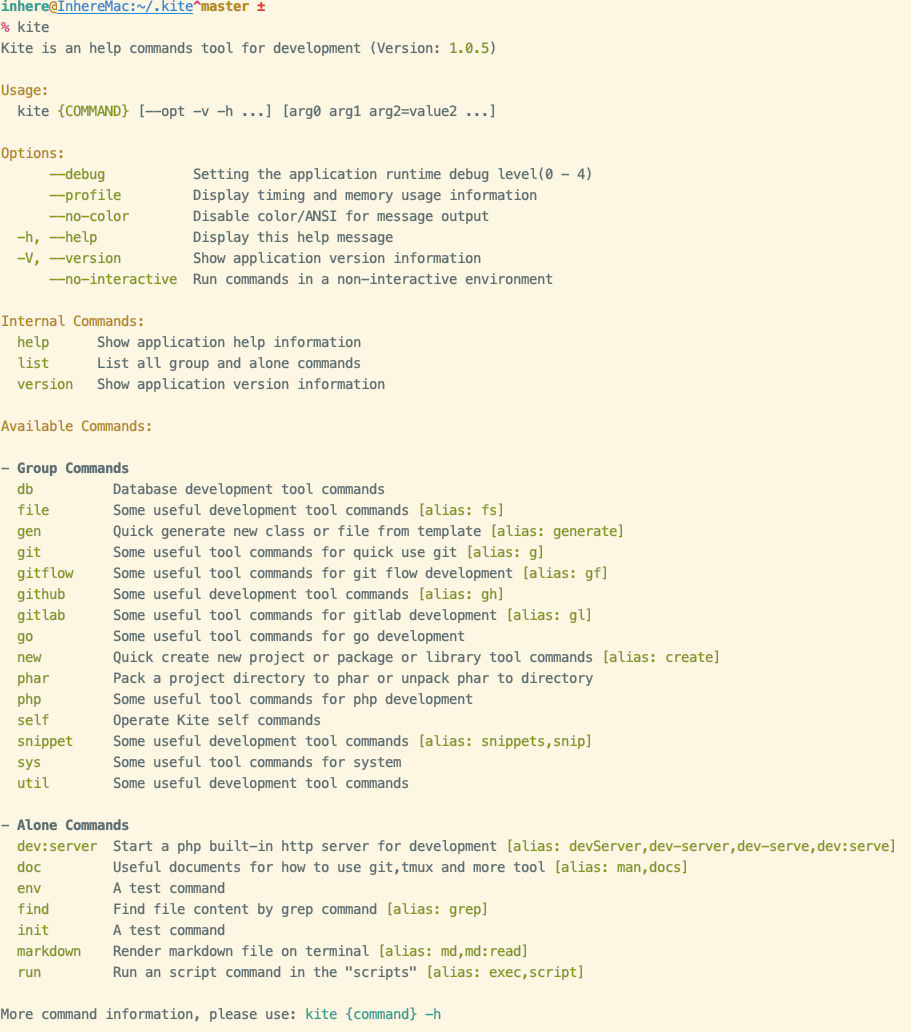 inhere@InhereMac:~/.kite^master ±
% kite
Kite is an help commands tool for development (Version: 1.0.5)

Usage:
  kite {COMMAND} [--opt -v -h ...] [arg0 arg1 arg2=value2 ...]

Options:
      --debug           Setting the application runtime debug level(0 - 4)
      --profile         Display timing and memory usage information
      --no-color        Disable color/ANSI for message output
  -h, --help            Display this help message
  -V, --version         Show application version information
      --no-interactive  Run commands in a non-interactive environment

Internal Commands:
  help      Show application help information
  list      List all group and alone commands
  version   Show application version information

Available Commands:

- Group Commands
  db          Database development tool commands
  file        Some useful development tool commands [alias: fs]
  gen         Quick generate new class or file from template [alias: generate]
  git         Some useful tool commands for quick use git [alias: g]
  gitflow     Some useful tool commands for git flow development [alias: gf]
  github      Some useful development tool commands [alias: gh]
  gitlab      Some useful tool commands for gitlab development [alias: gl]
  go          Some useful tool commands for go development
  new         Quick create new project or package or library tool commands [alias: create]
  phar        Pack a project directory to phar or unpack phar to directory
  php         Some useful tool commands for php development
  self        Operate Kite self commands
  snippet     Some useful development tool commands [alias: snippets,snip]
  sys         Some useful tool commands for system
  util        Some useful development tool commands

- Alone Commands
  dev:server  Start a php built-in http server for development [alias: devServer,dev-server,dev-serve,dev:serve]
  doc         Useful documents for how to use git,tmux and more tool [alias: man,docs]
  env         A test command
  find        Find file content by grep command [alias: grep]
  init        A test command
  markdown    Render markdown file on terminal [alias: md,md:read]
  run         Run an script command in the "scripts" [alias: exec,script]

More command information, please use: kite {command} -h